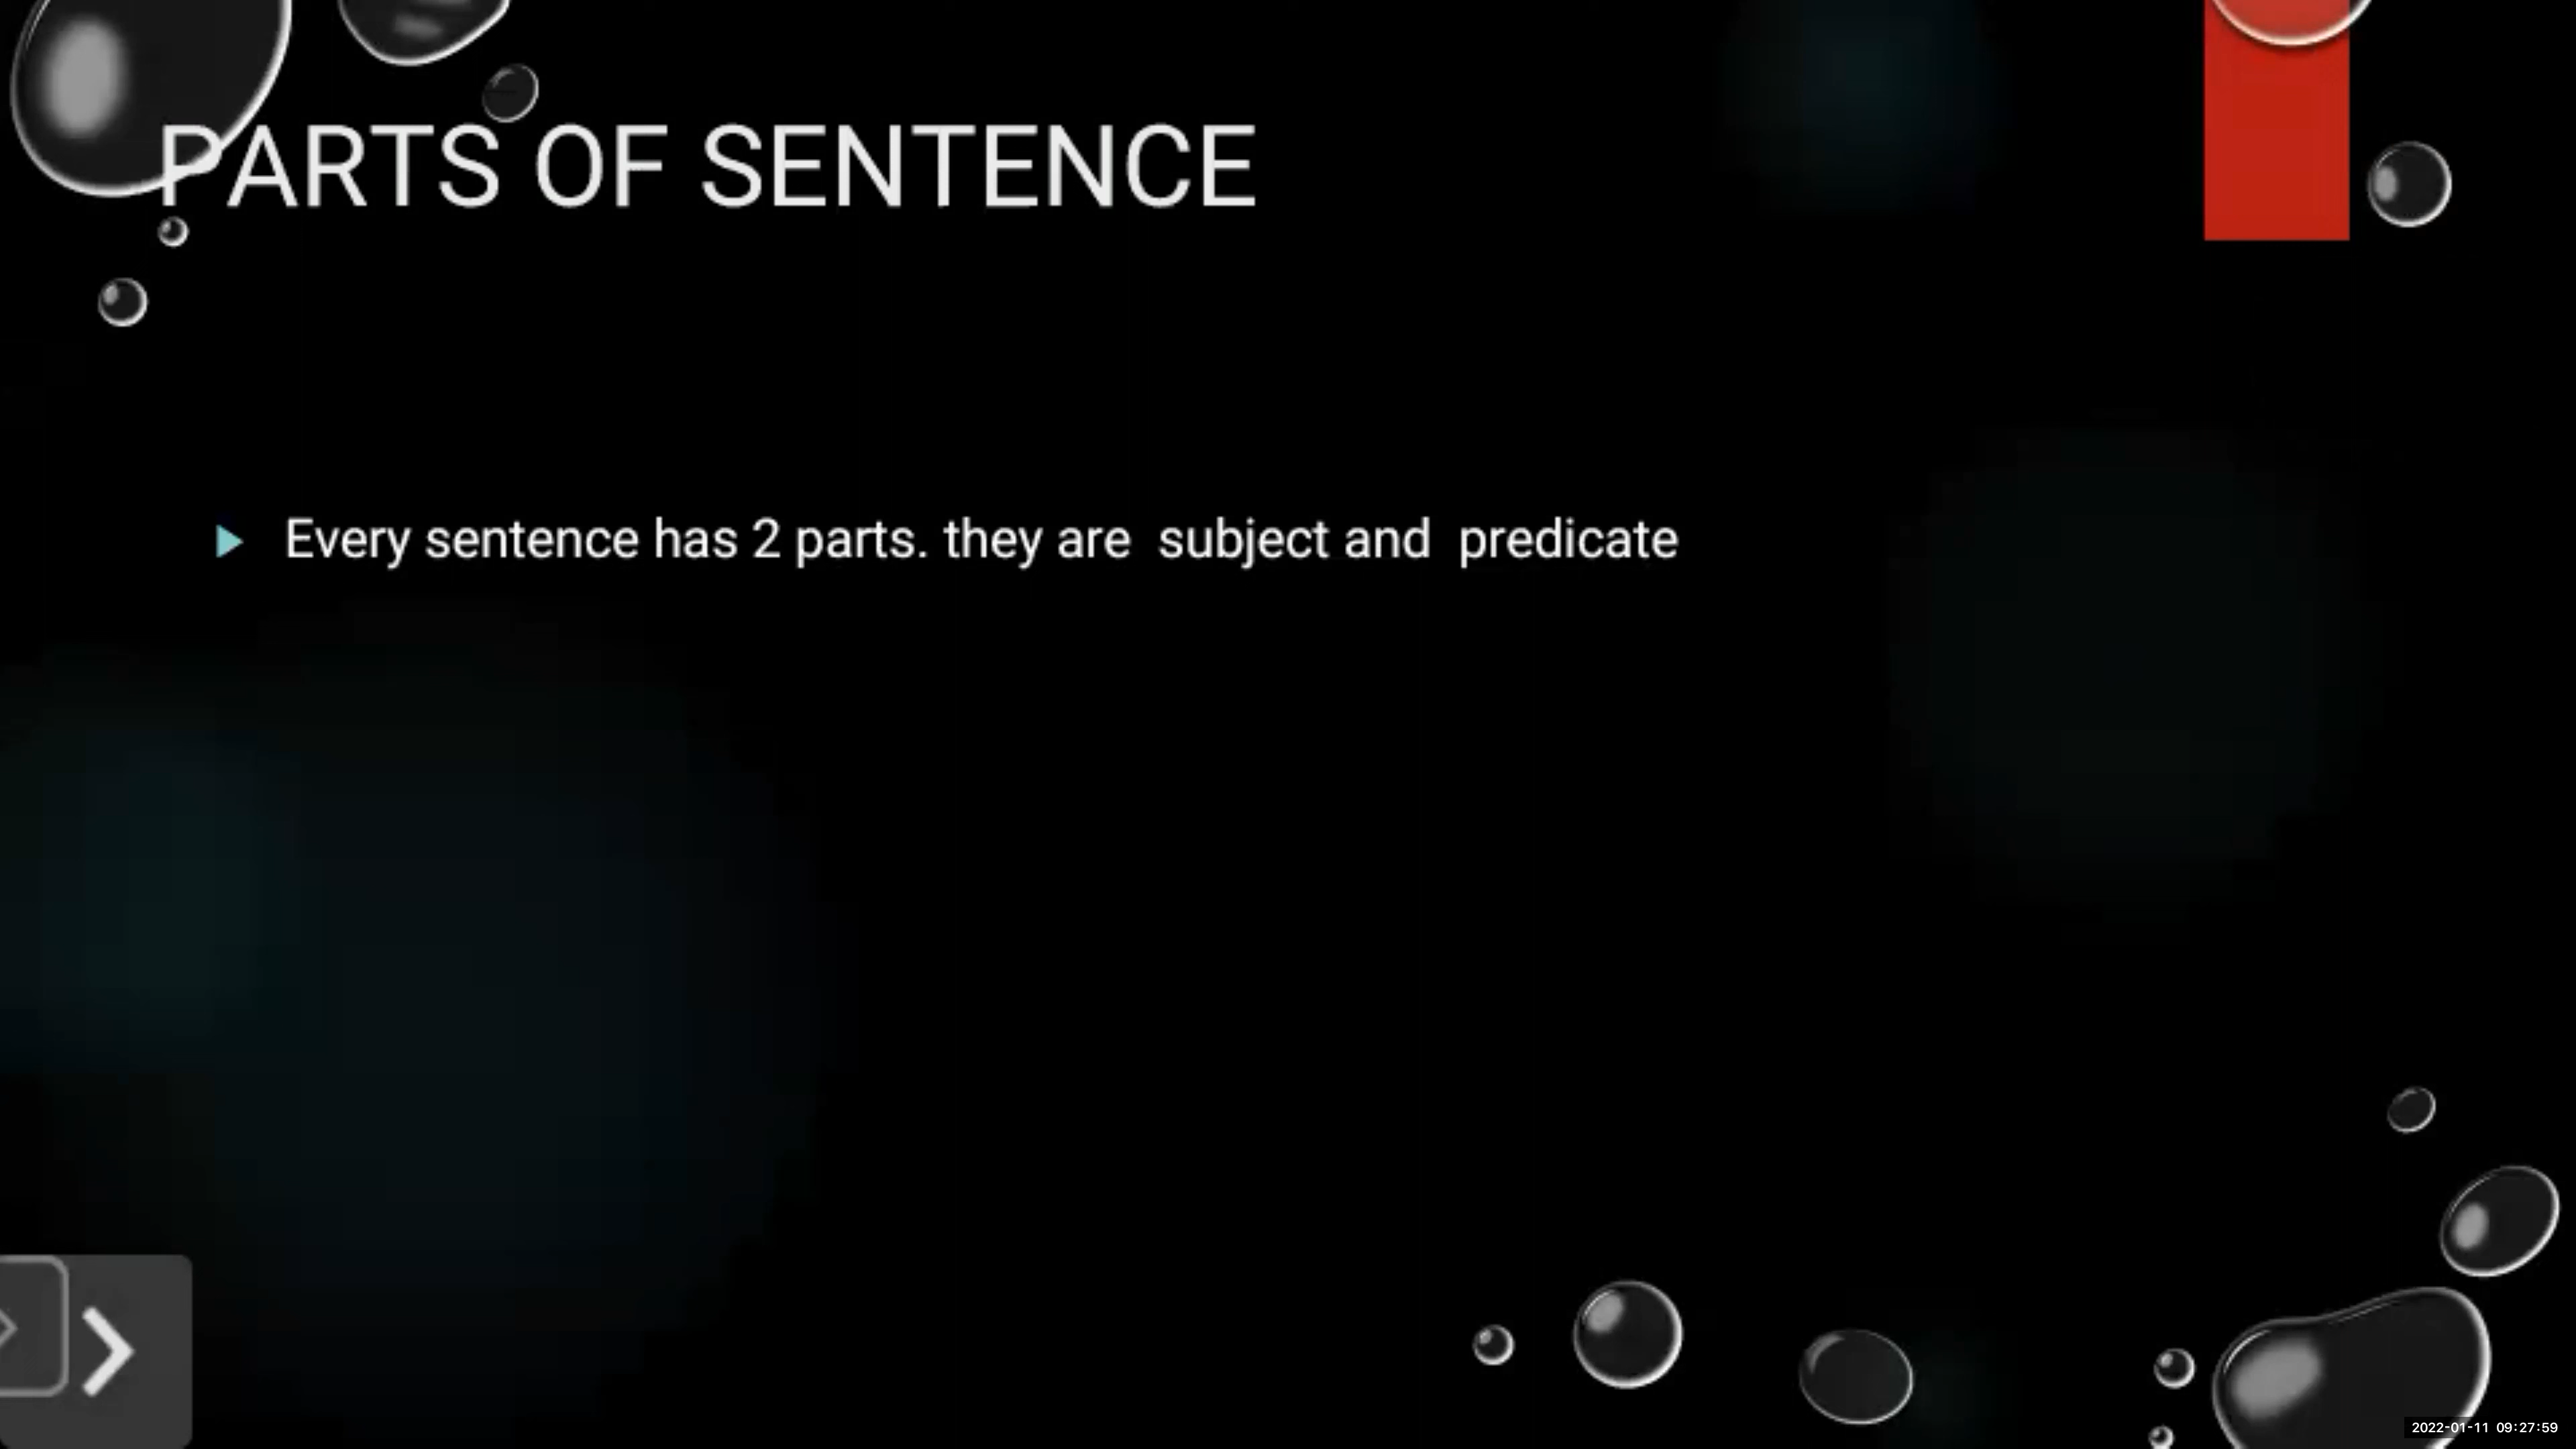 PARTS OF SENTENCE
Every sentence has 2 parts. they are  subject and  predicate
2022-01-11 09:27:59